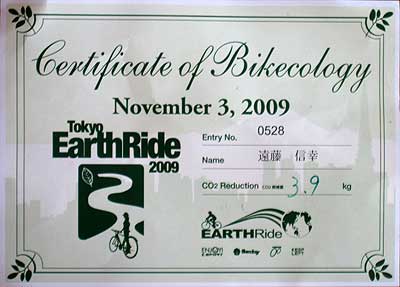 Certificate of Bikecology
November 3, 2009
Tokyo
EarthRide
2009
Entry No. 0528
Name 遠藤 信幸
CO2 Reduction 3.9 kg
EARTHRide